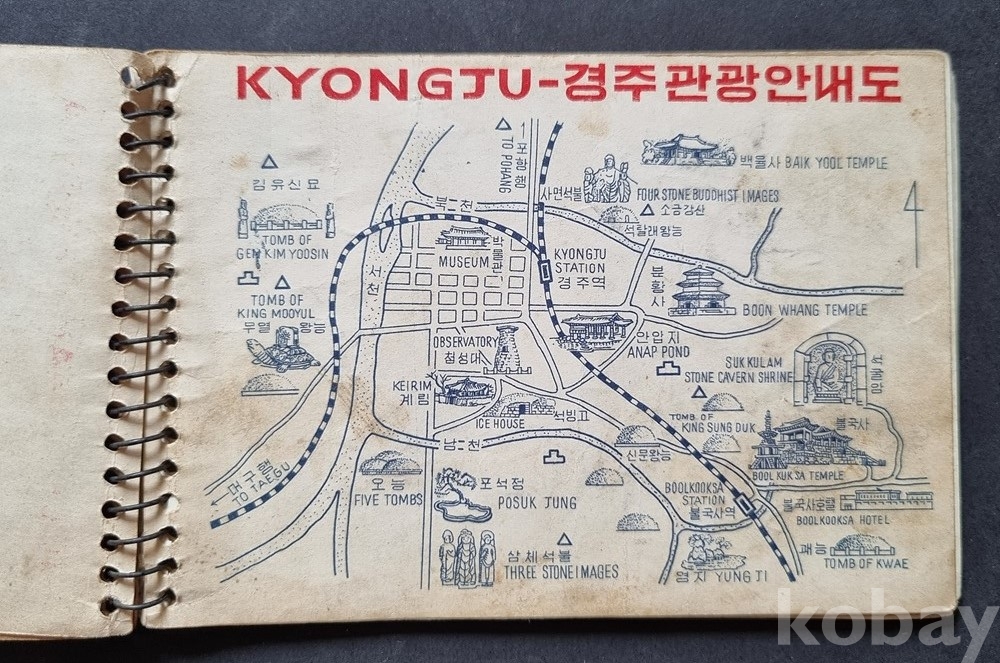 KYONGJU-경주관광안내도
포항행
TO POHANG
백률사 BAIK YOOL TEMPLE
사면석불
FOUR STONE BUDDHIST IMAGES
소금강산
석탈래왕능
김유신묘
TOMB OF
GEN KIM YOOSIN
북천
MUSEUM
박물관
KYONGJU
STATION
경주역
서천
TOMB OF
KING MOOYUL
무열왕능
분황사
BOON WHANG TEMPLE
OBSERVATORY
첨성대
안압지
ANAP POND
SUKKULAM
STONE CAVERN SHRINE
석굴암
KEIRIM
계림
ICE HOUSE
석빙고
TOMB OF
KING SUNG DUK
불국사
BOOL KUK SA TEMPLE
남천
신문왕능
대구행
TO TAEGU
오능
FIVE TOMBS
포석정
POSUK JUNG
BOOLKOOKSA
STATION
불국사역
불국사호텔
BOOLKOOKSA HOTEL
삼체석불
THREE STONE IMAGES
영지 YUNG JI
괘능
TOMB OF KWAE
kobay